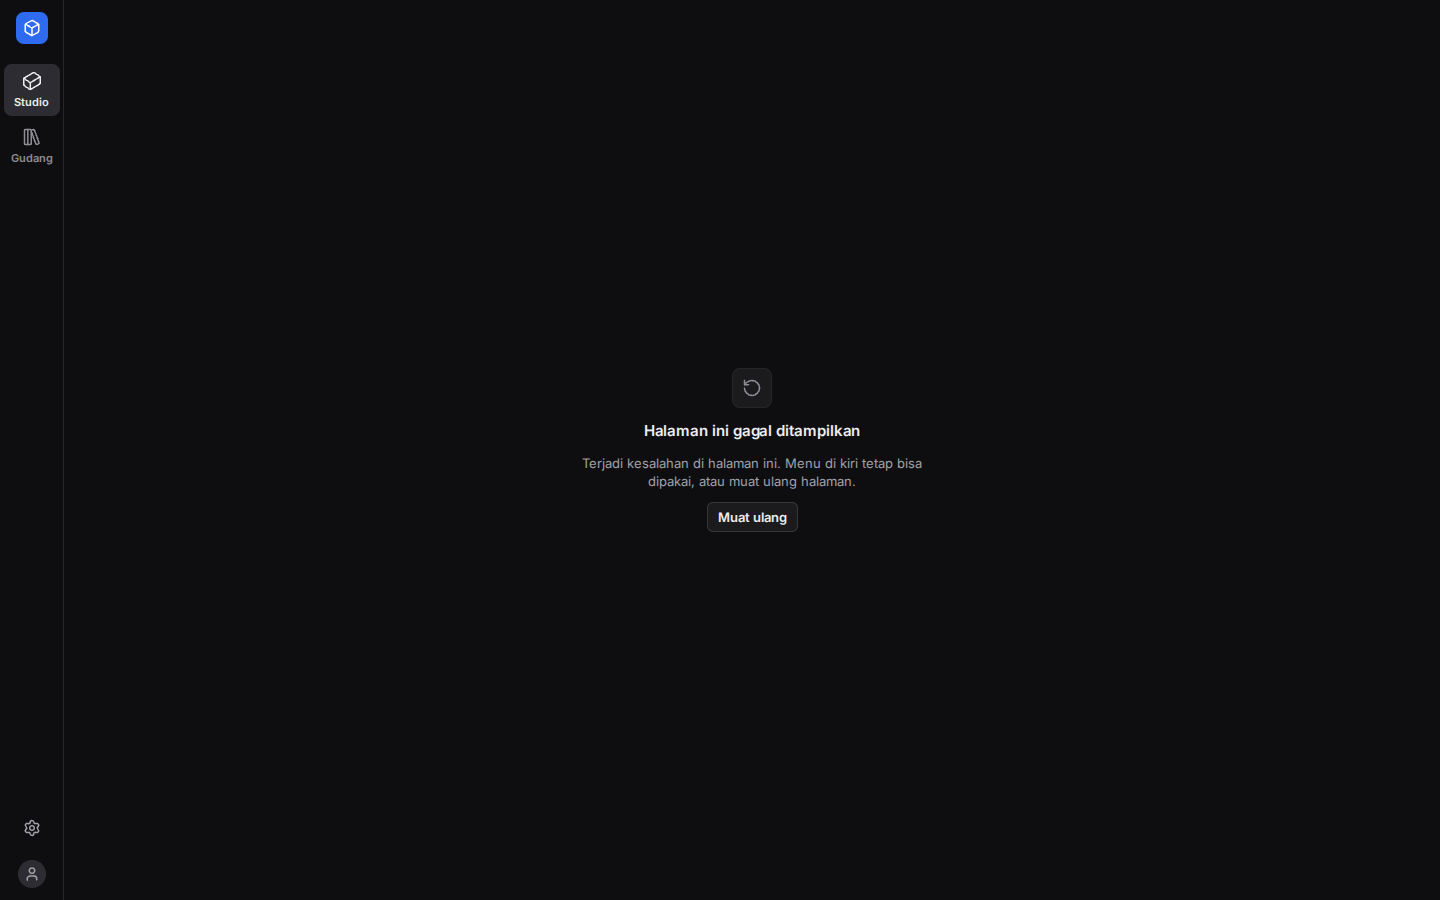 Studio
Gudang
Halaman ini gagal ditampilkan
Terjadi kesalahan di halaman ini. Menu di kiri tetap bisa
dipakai, atau muat ulang halaman.
Muat ulang